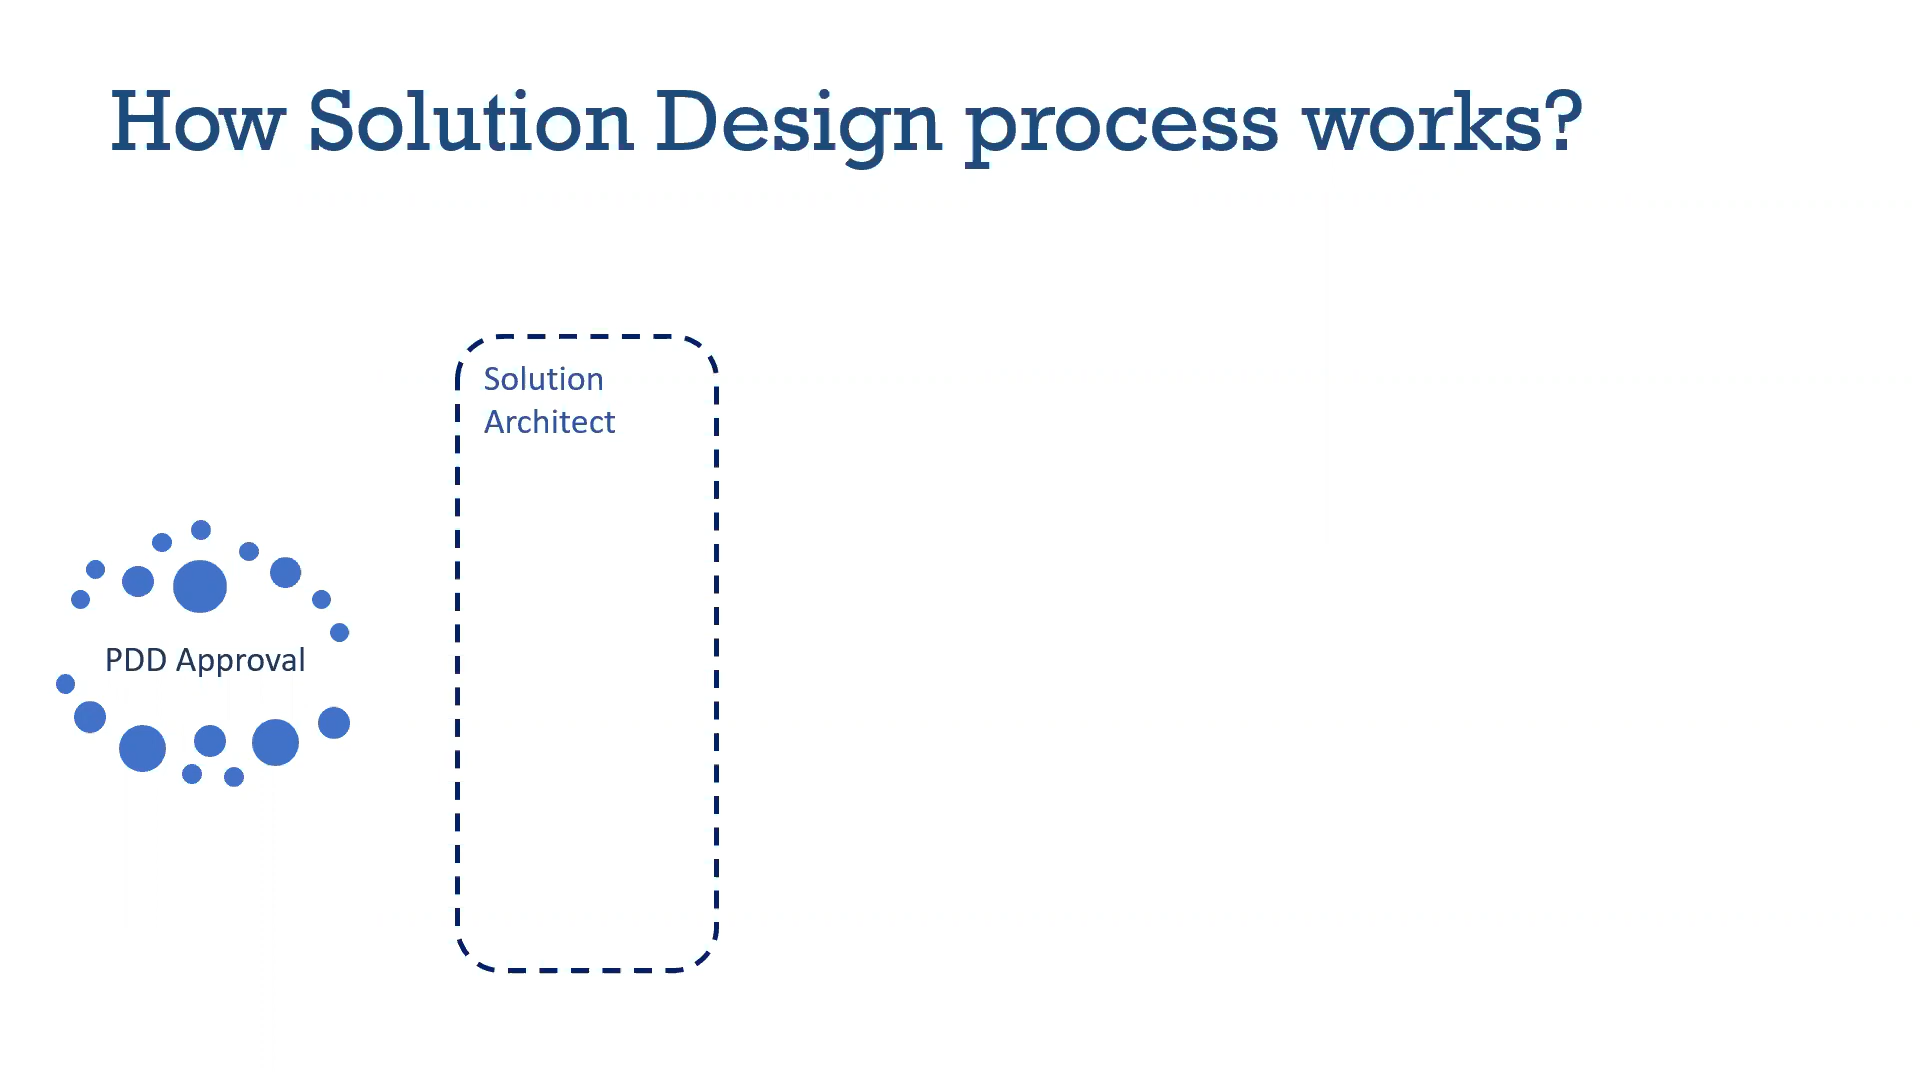 How Solution Design process works?
Solution
Architect
PDD Approval